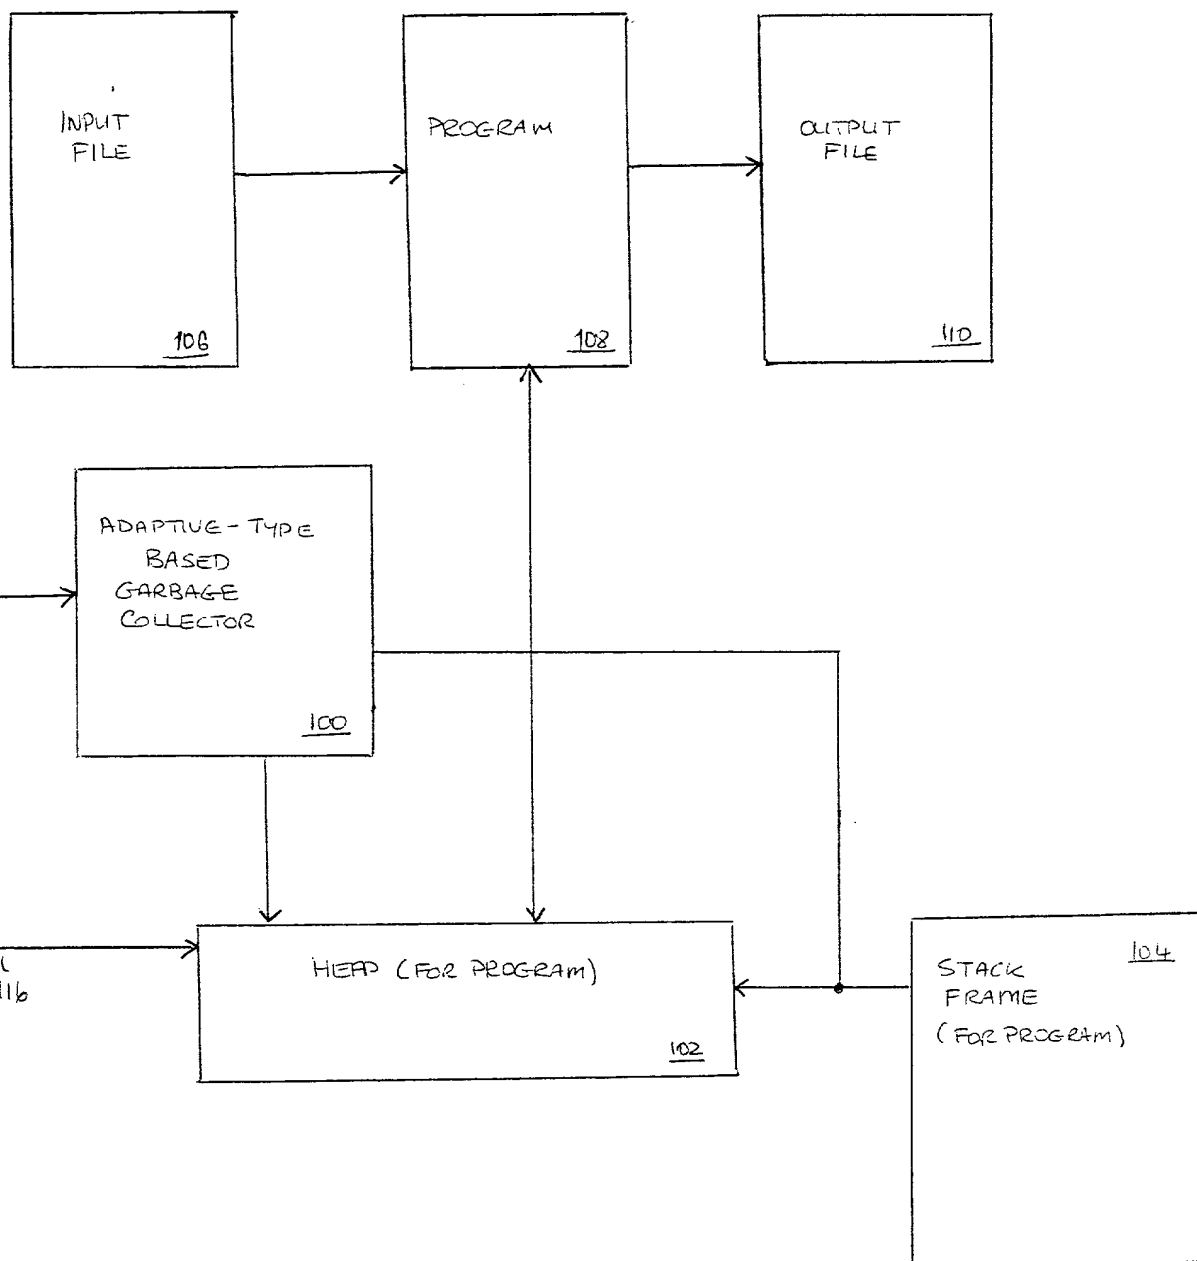 INPUT
FILE
106
PROGRAM
108
OUTPUT
FILE
110
ADAPTIVE-TYPE
BASED
GARBAGE
COLLECTOR
100
116
HEAP (FOR PROGRAM)
102
104
STACK
FRAME
(FOR PROGRAM)